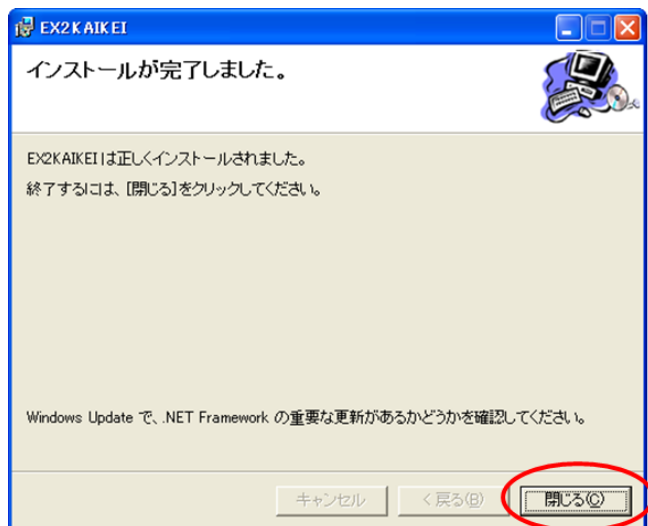 EX2KAIKEI
インストールが完了しました。
EX2KAIKEIは正しくインストールされました。
終了するには、[閉じる]をクリックしてください。
Windows Update で、.NET Framework の重要な更新があるかどうかを確認してください。
キャンセル
< 戻る(B)
閉じる(C)